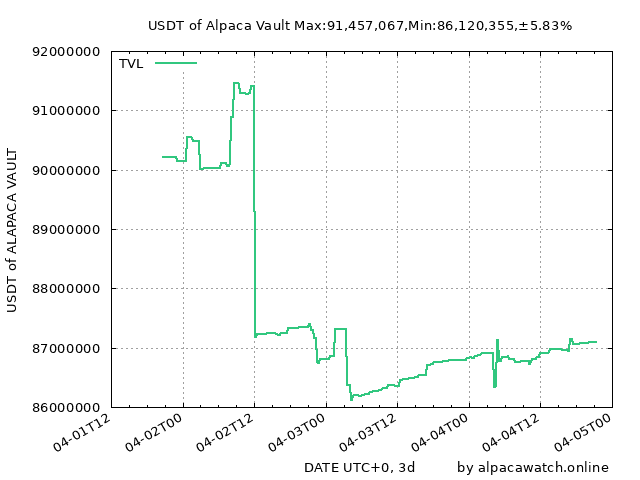 USDT of Alpaca Vault Max:91,457,067,Min:86,120,355,±5.83%
TVL
92000000
91000000
90000000
89000000
88000000
87000000
86000000
USDT of ALAPACA VAULT
04-01T12
04-02T00
04-02T12
04-03T00
04-03T12
04-04T00
04-04T12
04-05T00
DATE UTC+0, 3d
by alpacawatch.online